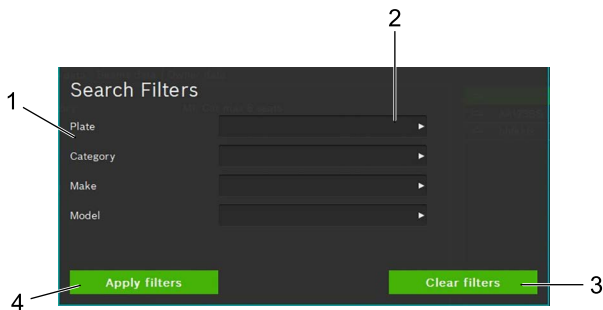 2
Search Filters
1
Plate
Category
Make
Model
Apply filters
Clear filters
3
4